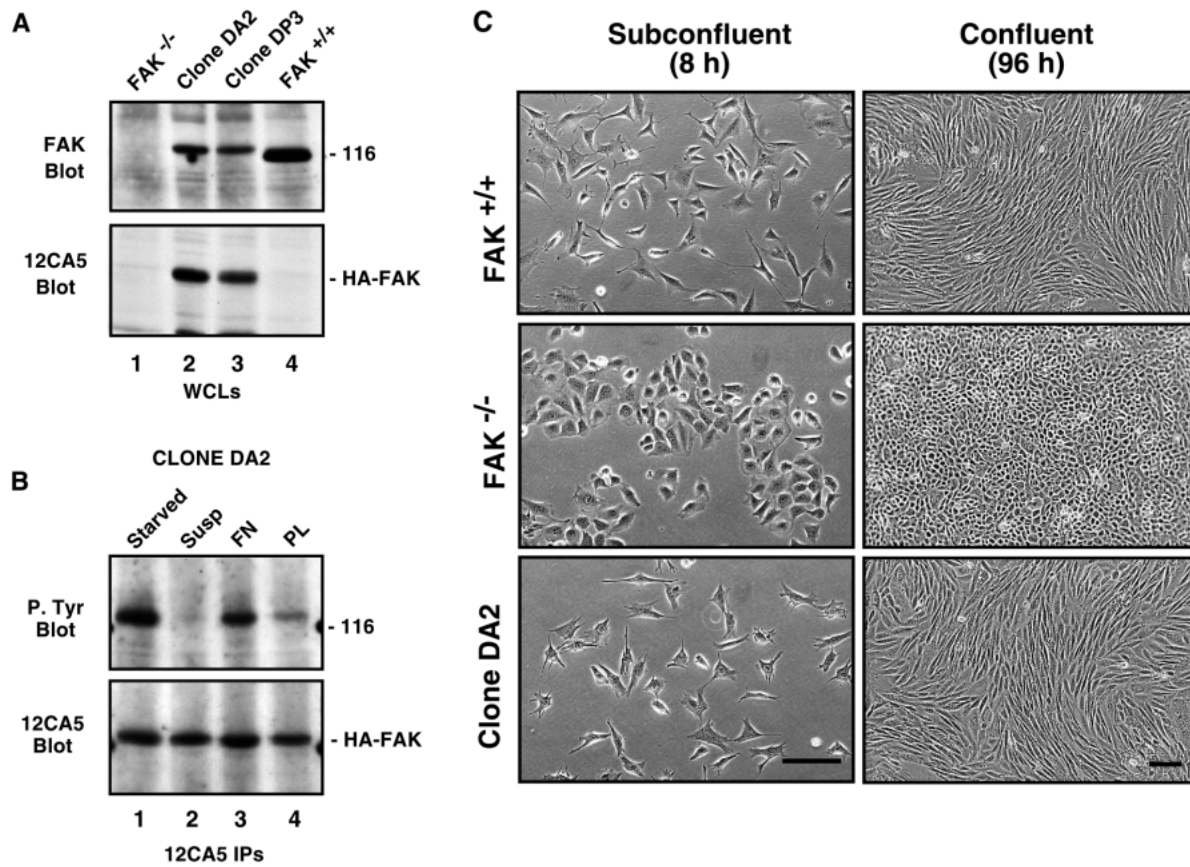 A
FAK -/-
Clone DA2
Clone DP3
FAK +/+
FAK
Blot
- 116
12CA5
Blot
- HA-FAK
1 2 3 4
WCLs
CLONE DA2
B
Starved
Susp
FN
PL
P. Tyr
Blot
- 116
12CA5
Blot
- HA-FAK
1 2 3 4
12CA5 IPs
C
Subconfluent
(8 h)
Confluent
(96 h)
FAK +/+
FAK -/-
Clone DA2